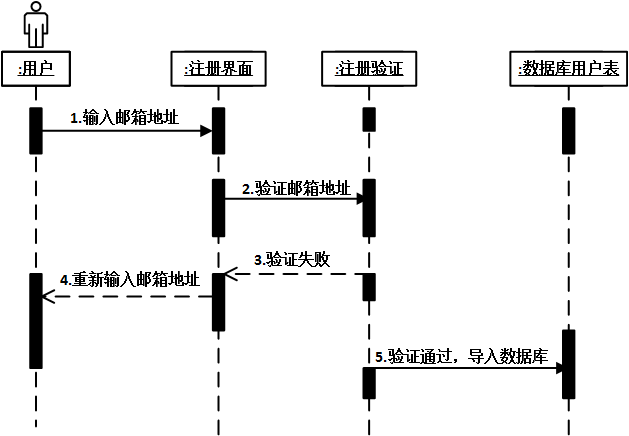 :用户
:注册界面
:注册验证
:数据库用户表
1.输入邮箱地址
2.验证邮箱地址
3.验证失败
4.重新输入邮箱地址
5.验证通过，导入数据库